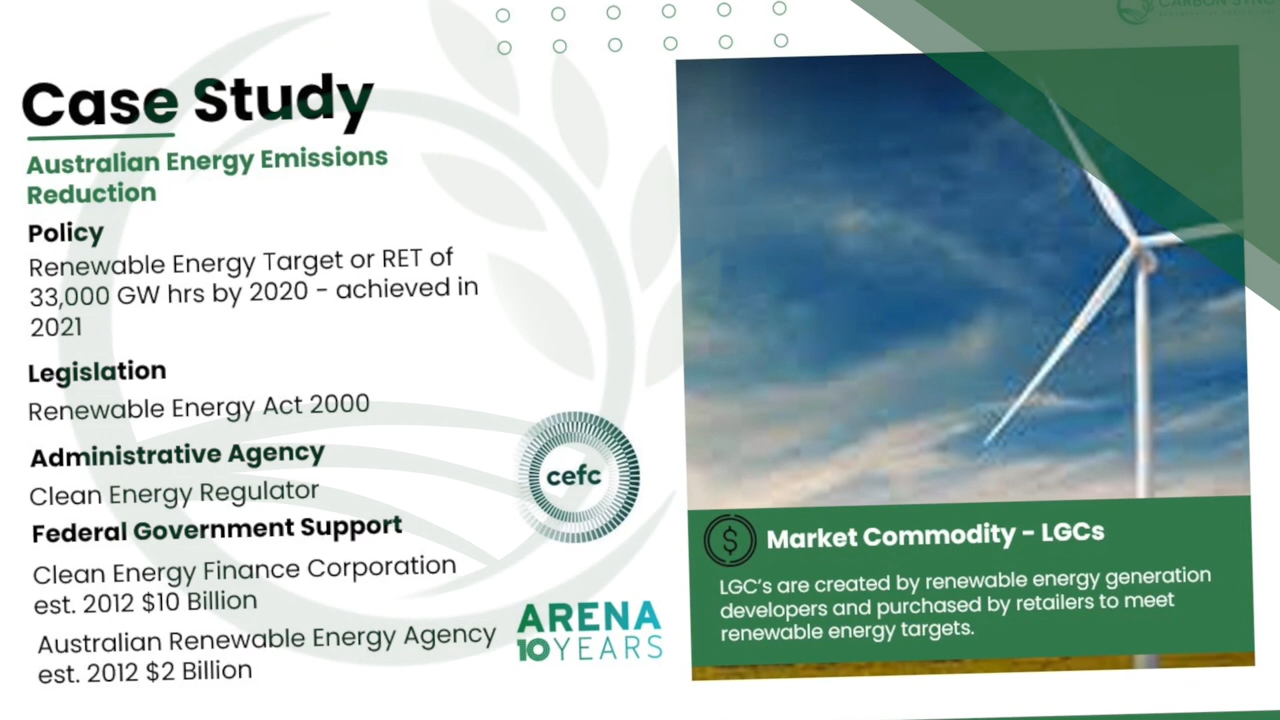 Case Study
Australian Energy Emissions
Reduction
Policy
Renewable Energy Target or RET of
33,000 GW hrs by 2020 - achieved in
2021
Legislation
Renewable Energy Act 2000
Administrative Agency
Clean Energy Regulator
Federal Government Support
Clean Energy Finance Corporation
est. 2012 $10 Billion
Australian Renewable Energy Agency
est. 2012 $2 Billion
cefc
ARENA
10 YEARS
Market Commodity - LGCs
LGC's are created by renewable energy generation
developers and purchased by retailers to meet
renewable energy targets.
CARBON